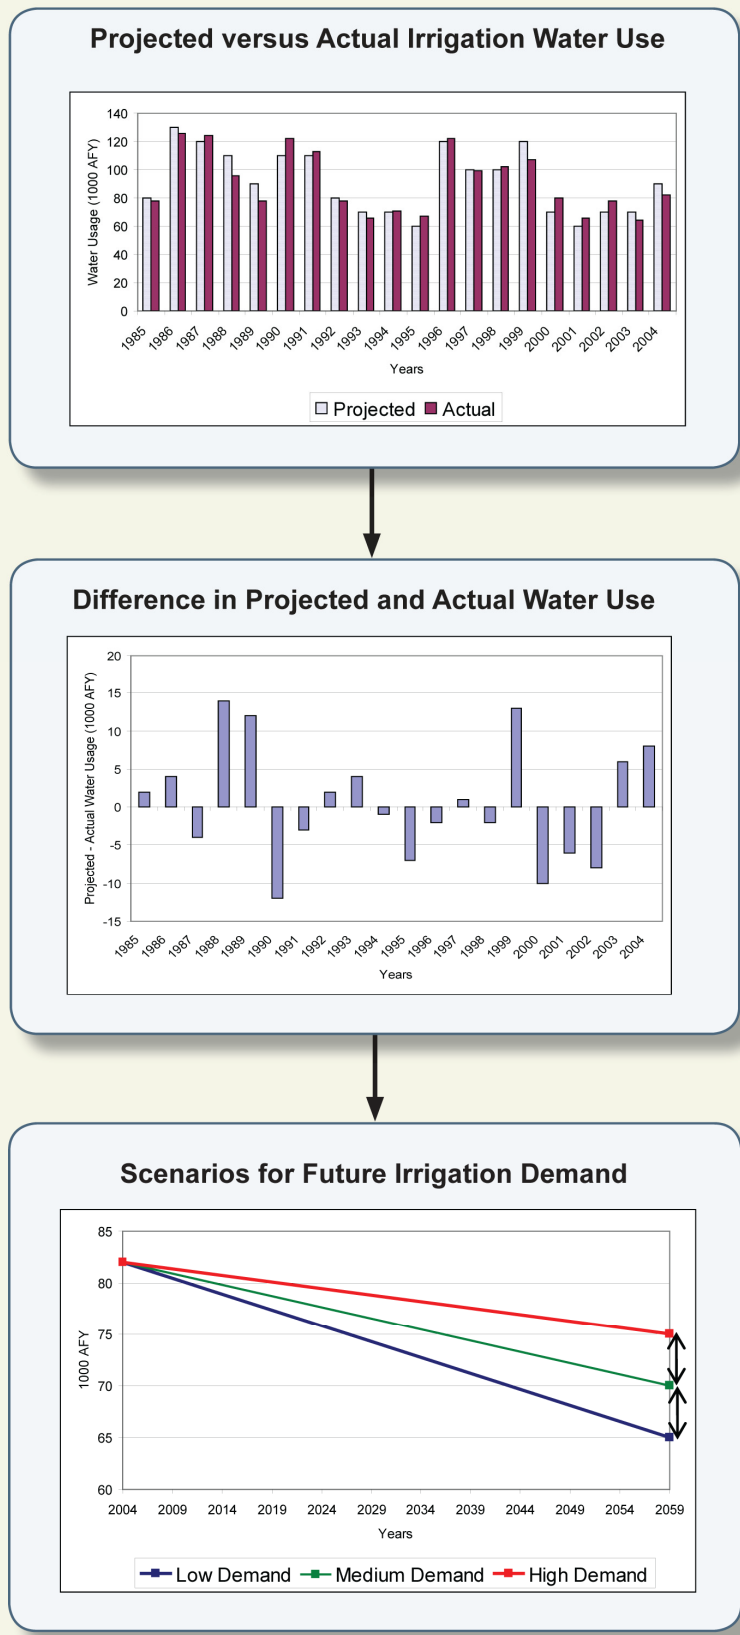 Projected versus Actual Irrigation Water Use
Water Usage (1000 AFY)
140
120
100
80
60
40
20
0
1985 1986 1987 1988 1989 1990 1991 1992 1993 1994 1995 1996 1997 1998 1999 2000 2001 2002 2003 2004
Years
Projected Actual
Difference in Projected and Actual Water Use
Projected - Actual Water Usage (1000 AFY)
20
15
10
5
0
-5
-10
-15
1985 1986 1987 1988 1989 1990 1991 1992 1993 1994 1995 1996 1997 1998 1999 2000 2001 2002 2003 2004
Years
Scenarios for Future Irrigation Demand
1000 AFY
85
80
75
70
65
60
2004 2009 2014 2019 2024 2029 2034 2039 2044 2049 2054 2059
Years
Low Demand Medium Demand High Demand